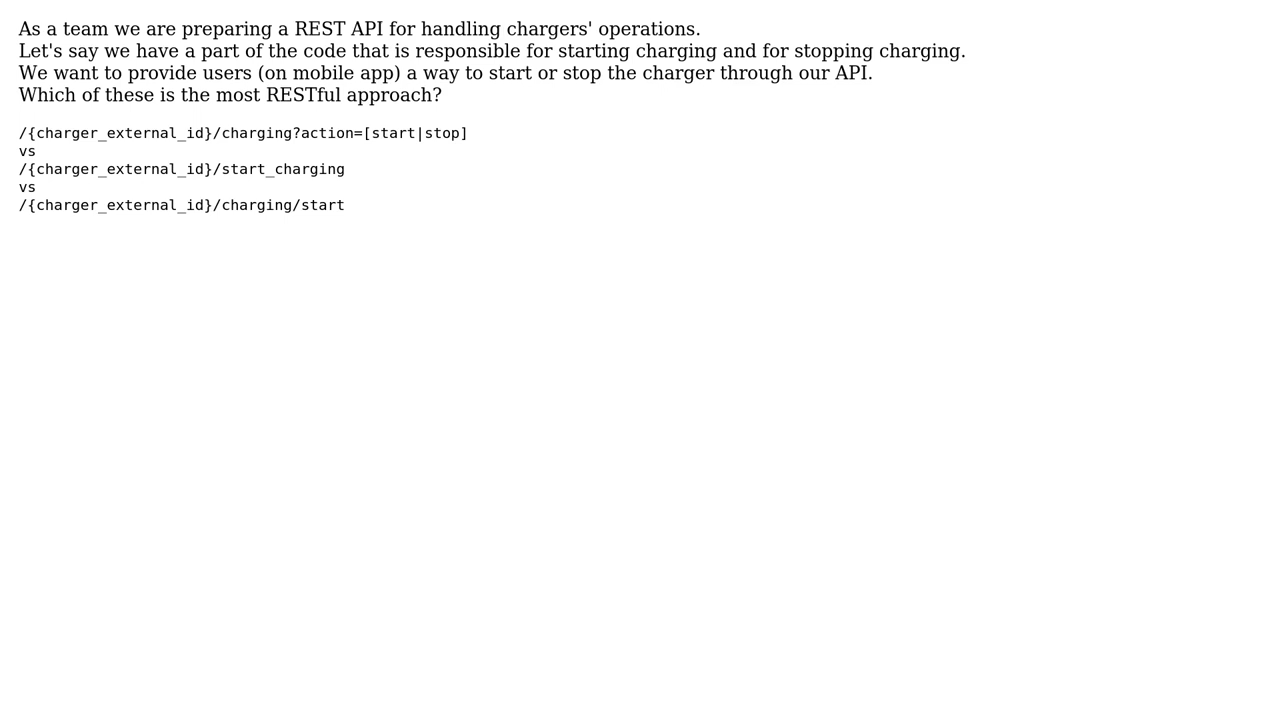 As a team we are preparing a REST API for handling chargers' operations.
Let's say we have a part of the code that is responsible for starting charging and for stopping charging.
We want to provide users (on mobile app) a way to start or stop the charger through our API.
Which of these is the most RESTful approach?
/{charger_external_id}/charging?action=[start|stop]
vs
/{charger_external_id}/start_charging
vs
/{charger_external_id}/charging/start